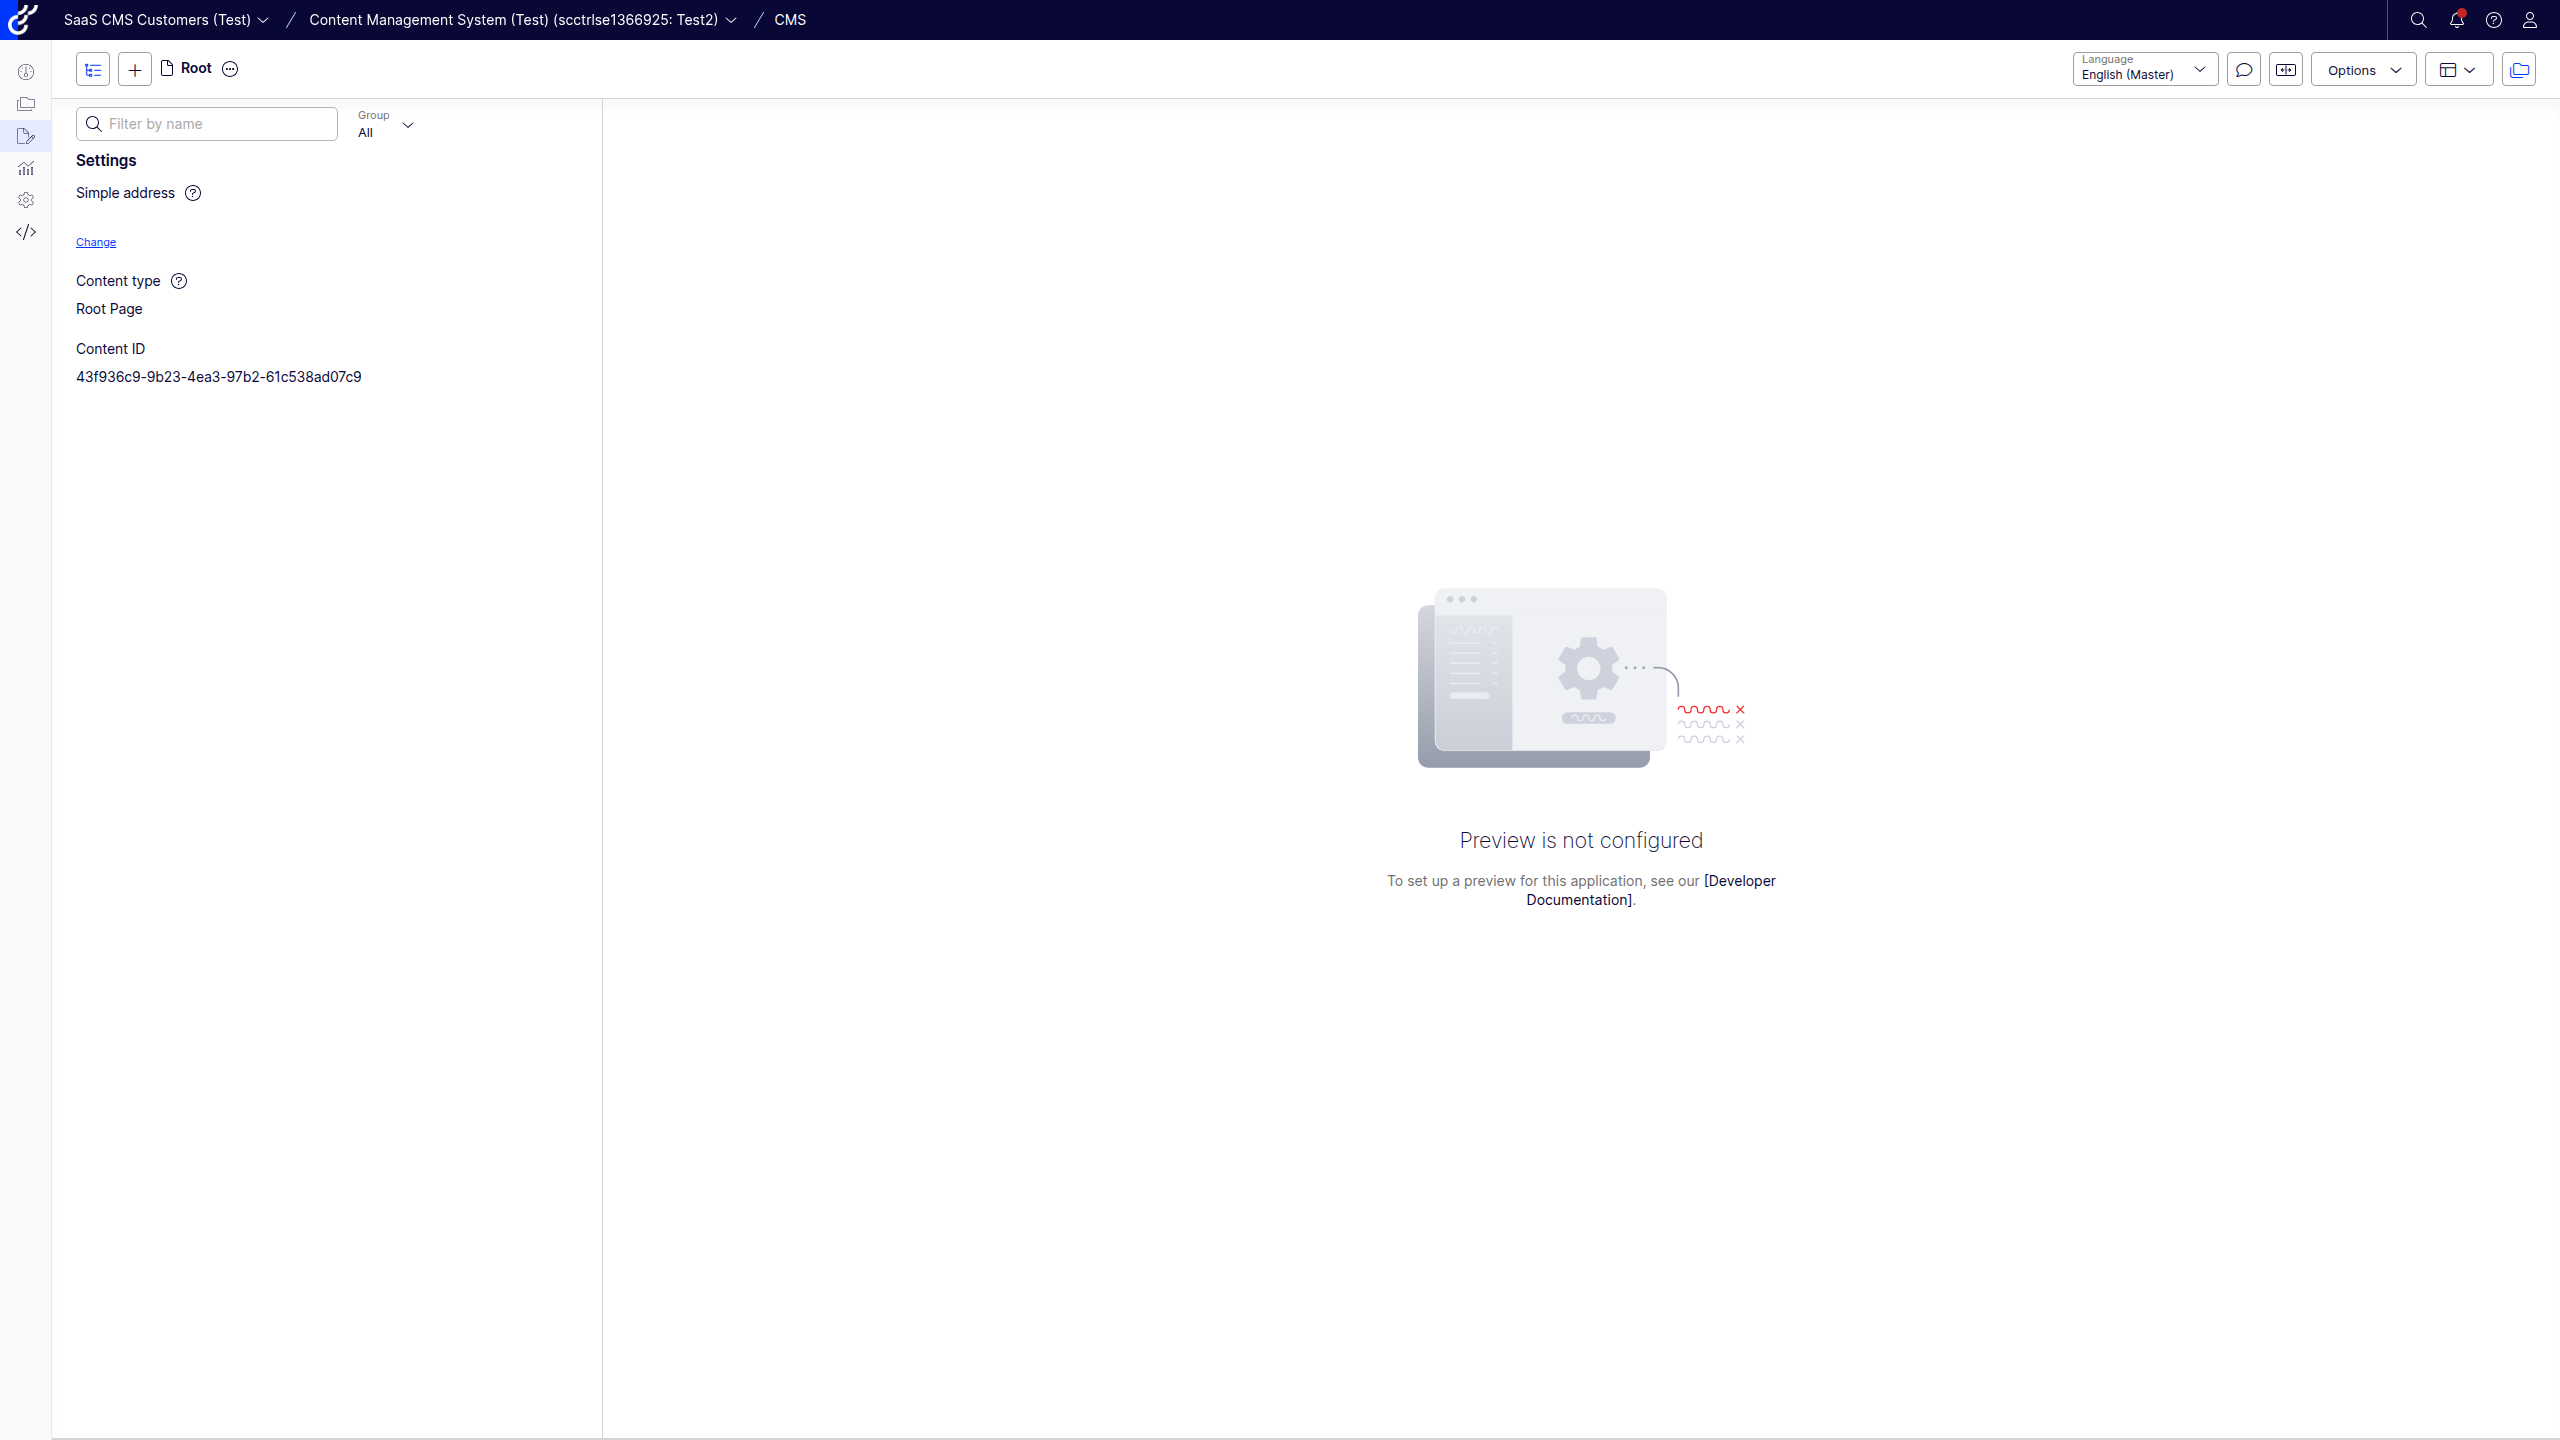 SaaS CMS Customers (Test) / Content Management System (Test) (scctrlse1366925: Test2) / CMS
Root
Language
English (Master)
Options
Filter by name
Group
All
Settings
Simple address
Change
Content type
Root Page
Content ID
43f936c9-9b23-4ea3-97b2-61c538ad07c9
Preview is not configured
To set up a preview for this application, see our [Developer
Documentation].